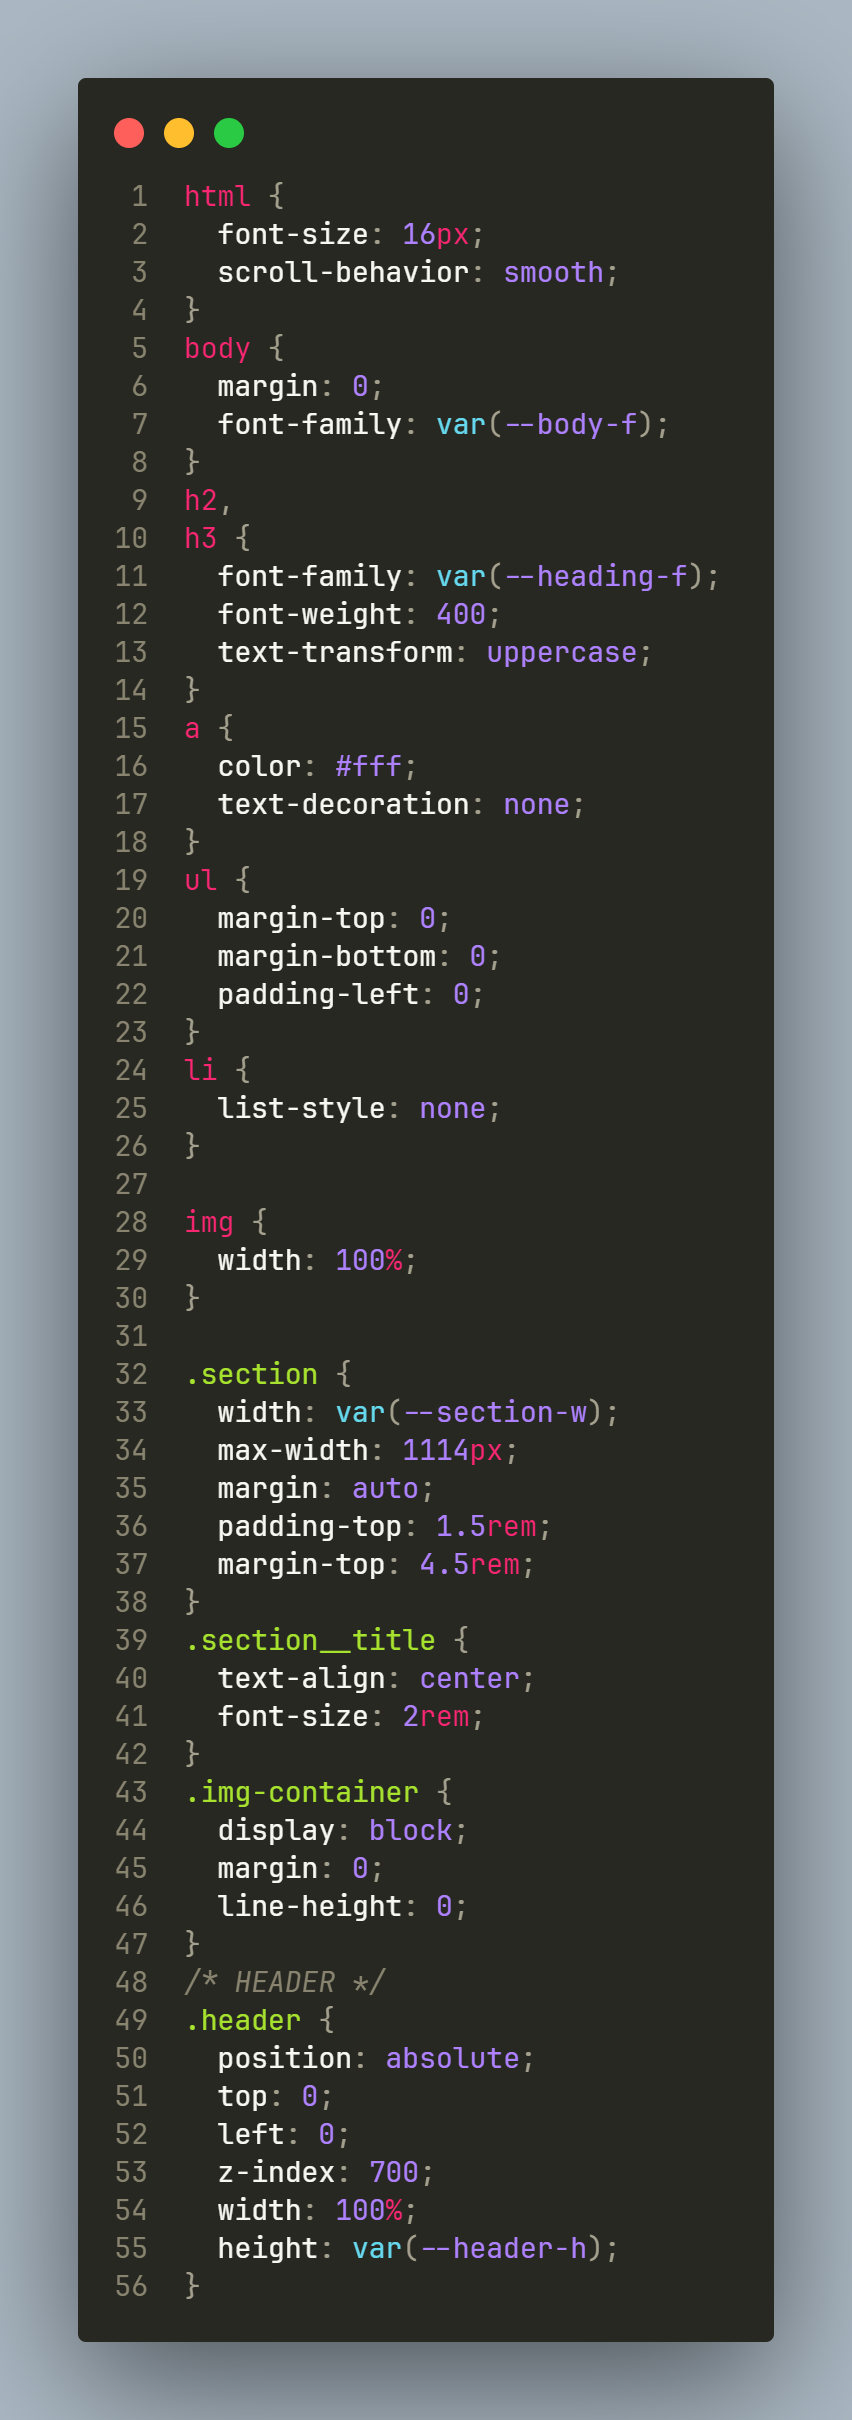 1 html {
2   font-size: 16px;
3   scroll-behavior: smooth;
4 }
5 body {
6   margin: 0;
7   font-family: var(--body-f);
8 }
9 h2,
10 h3 {
11   font-family: var(--heading-f);
12   font-weight: 400;
13   text-transform: uppercase;
14 }
15 a {
16   color: #fff;
17   text-decoration: none;
18 }
19 ul {
20   margin-top: 0;
21   margin-bottom: 0;
22   padding-left: 0;
23 }
24 li {
25   list-style: none;
26 }
27
28 img {
29   width: 100%;
30 }
31
32 .section {
33   width: var(--section-w);
34   max-width: 1114px;
35   margin: auto;
36   padding-top: 1.5rem;
37   margin-top: 4.5rem;
38 }
39 .section__title {
40   text-align: center;
41   font-size: 2rem;
42 }
43 .img-container {
44   display: block;
45   margin: 0;
46   line-height: 0;
47 }
48 /* HEADER */
49 .header {
50   position: absolute;
51   top: 0;
52   left: 0;
53   z-index: 700;
54   width: 100%;
55   height: var(--header-h);
56 }